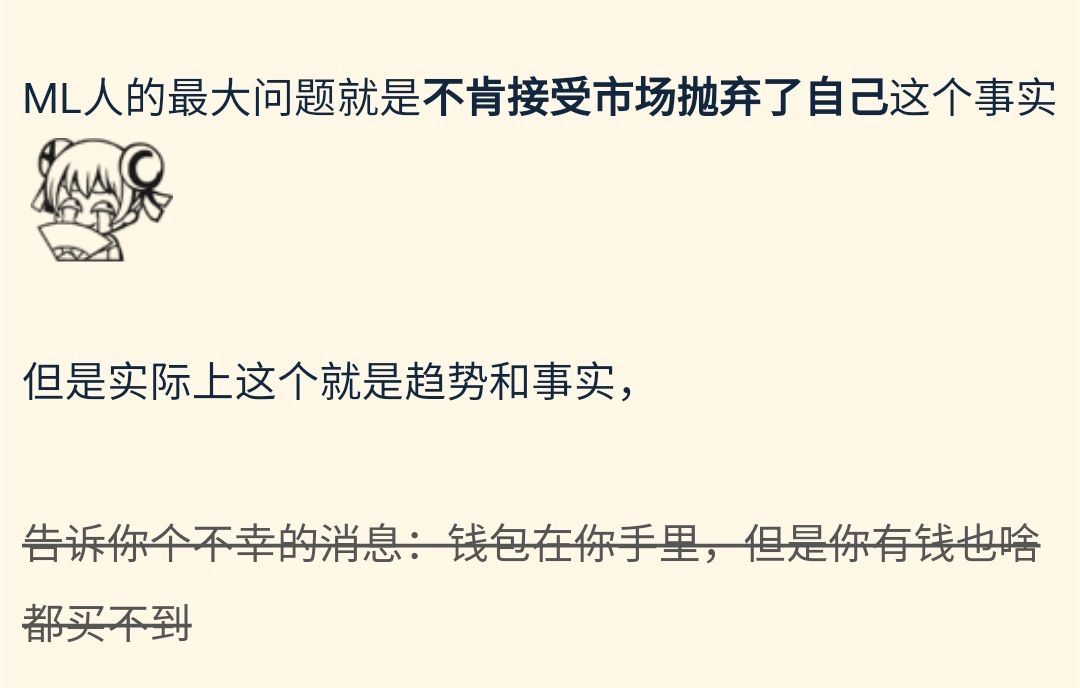 ML人的最大问题就是不肯接受市场抛弃了自己这个事实
但是实际上这个就是趋势和事实，
告诉你个不幸的消息：钱包在你手里，但是你有钱也啥
都买不到